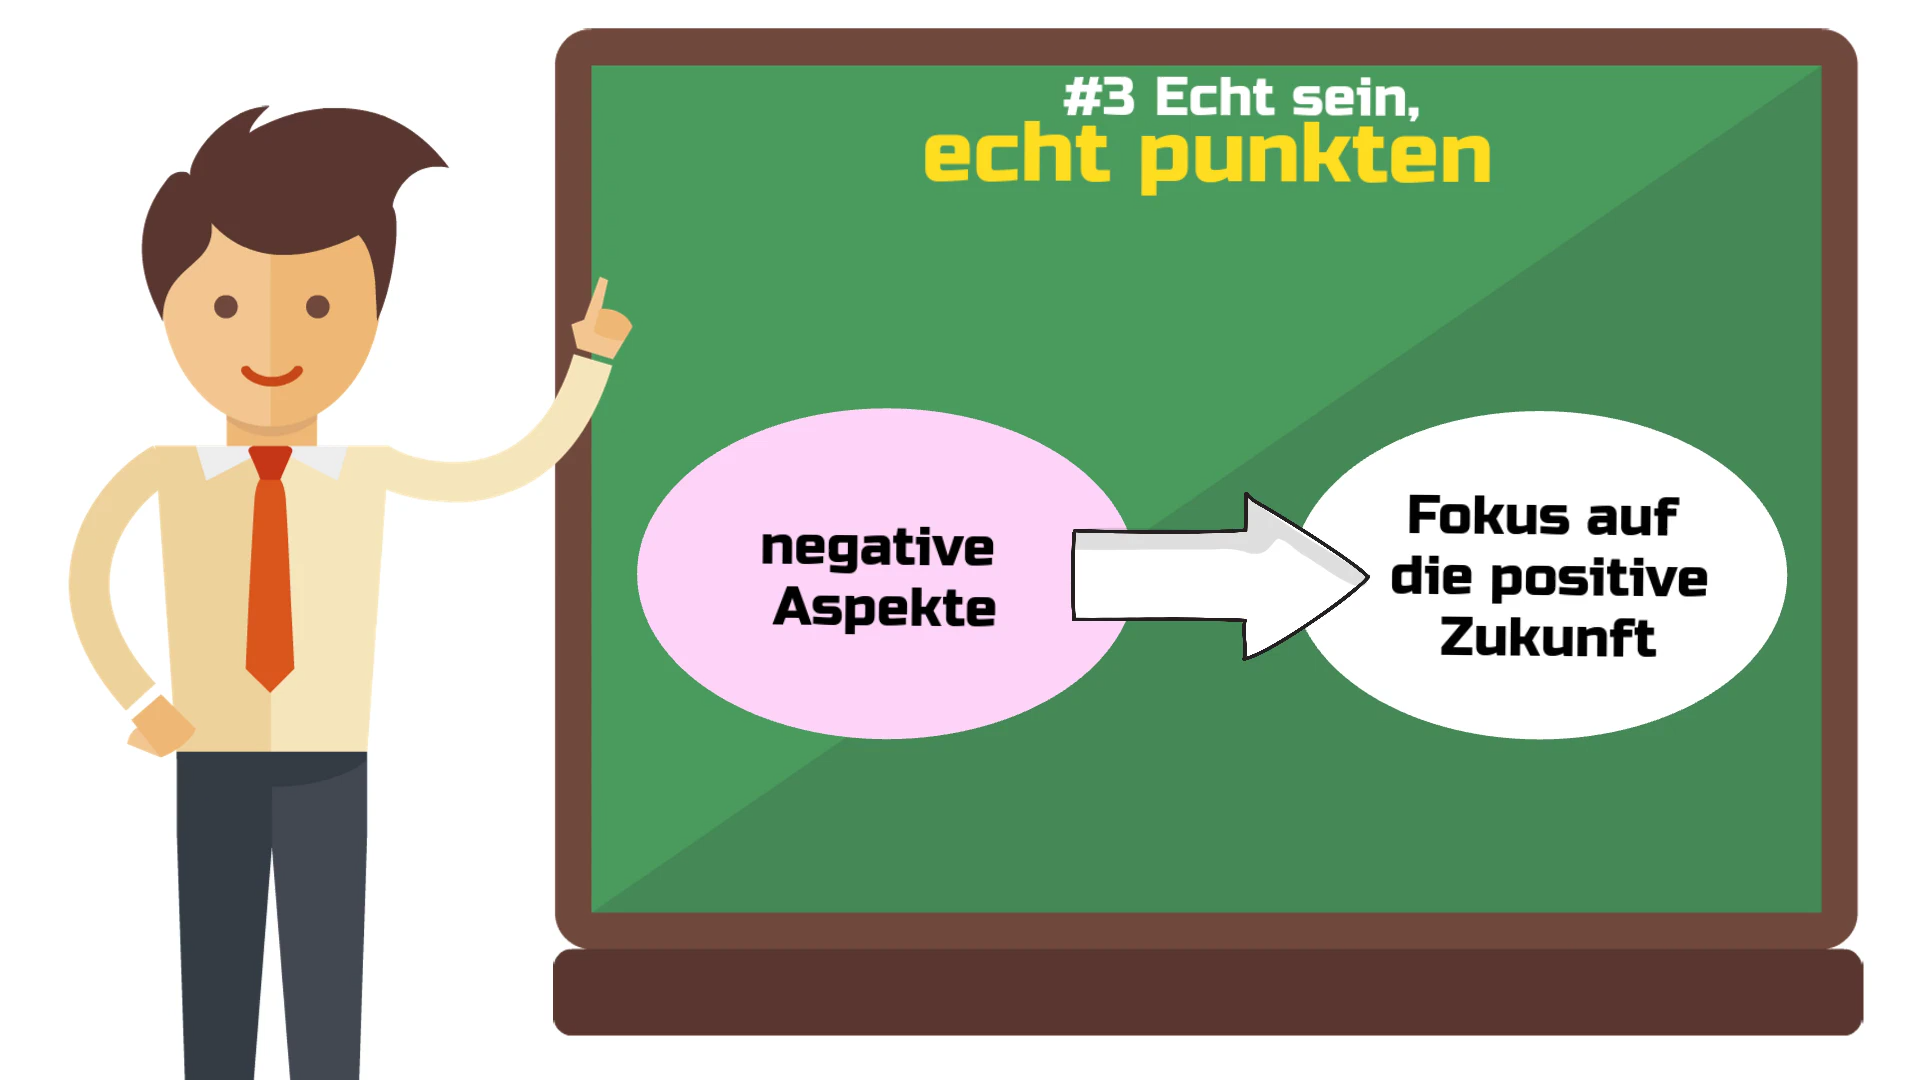 #3 Echt sein,
echt punkten
negative
Aspekte
Fokus auf
die positive
Zukunft